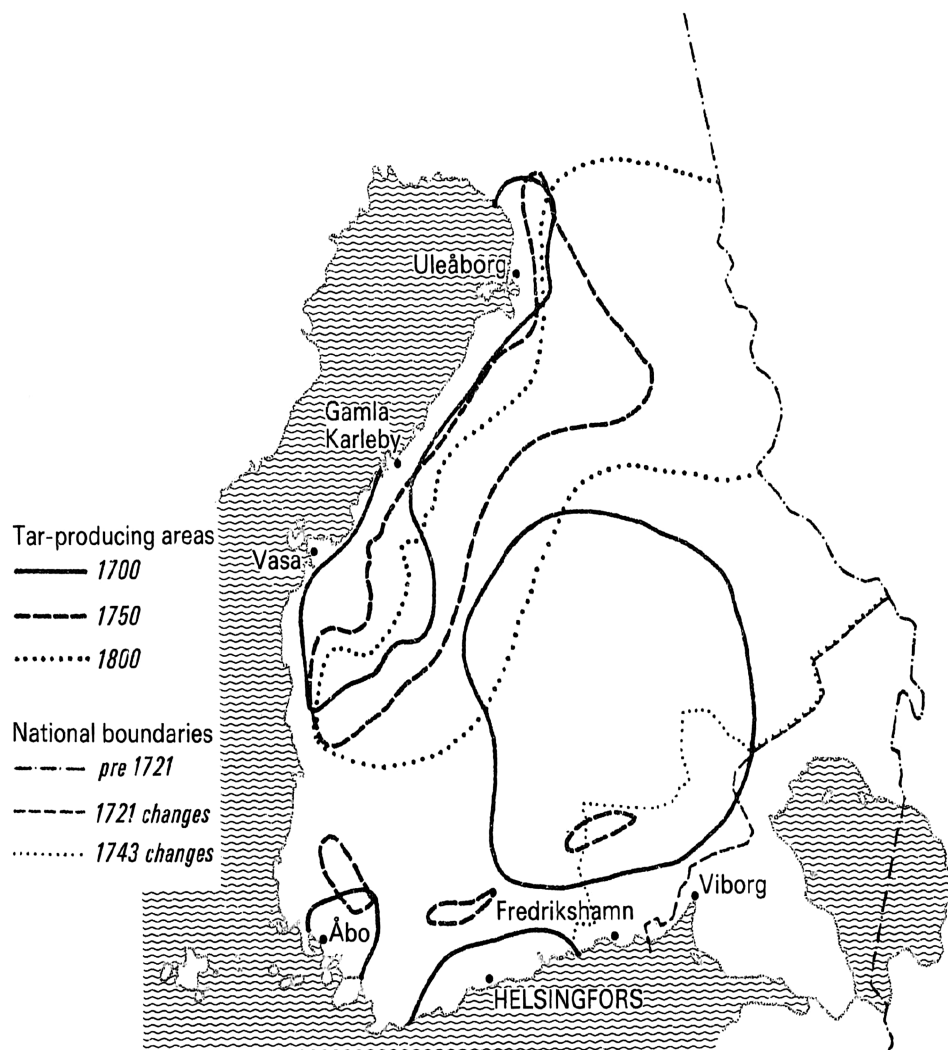 Uleåborg
Gamla
Karleby
Vasa
Tar-producing areas
1700
1750
1800
National boundaries
pre 1721
1721 changes
1743 changes
Viborg
Fredrikshamn
Åbo
HELSINGFORS